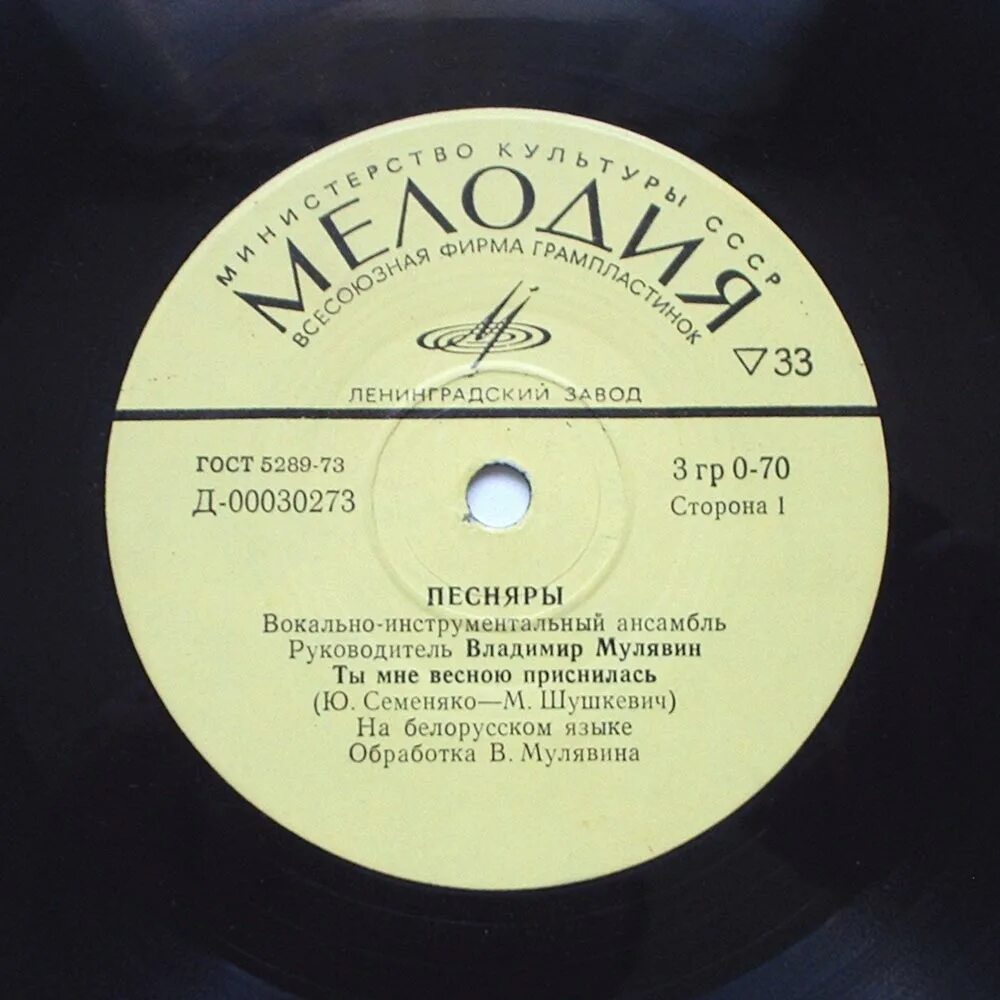 МИНИСТЕРСТВО КУЛЬТУРЫ СССР
МЕЛОДИЯ
ВСЕСОЮЗНАЯ ФИРМА ГРАМПЛАСТИНОК
▽33
ЛЕНИНГРАДСКИЙ ЗАВОД
ГОСТ 5289-73
3 гр 0-70
Д-00030273
Сторона 1
ПЕСНЯРЫ
Вокально-инструментальный ансамбль
Руководитель Владимир Мулявин
Ты мне весною приснилась
(Ю. Семеняко—М. Шушкевич)
На белорусском языке
Обработка В. Мулявина